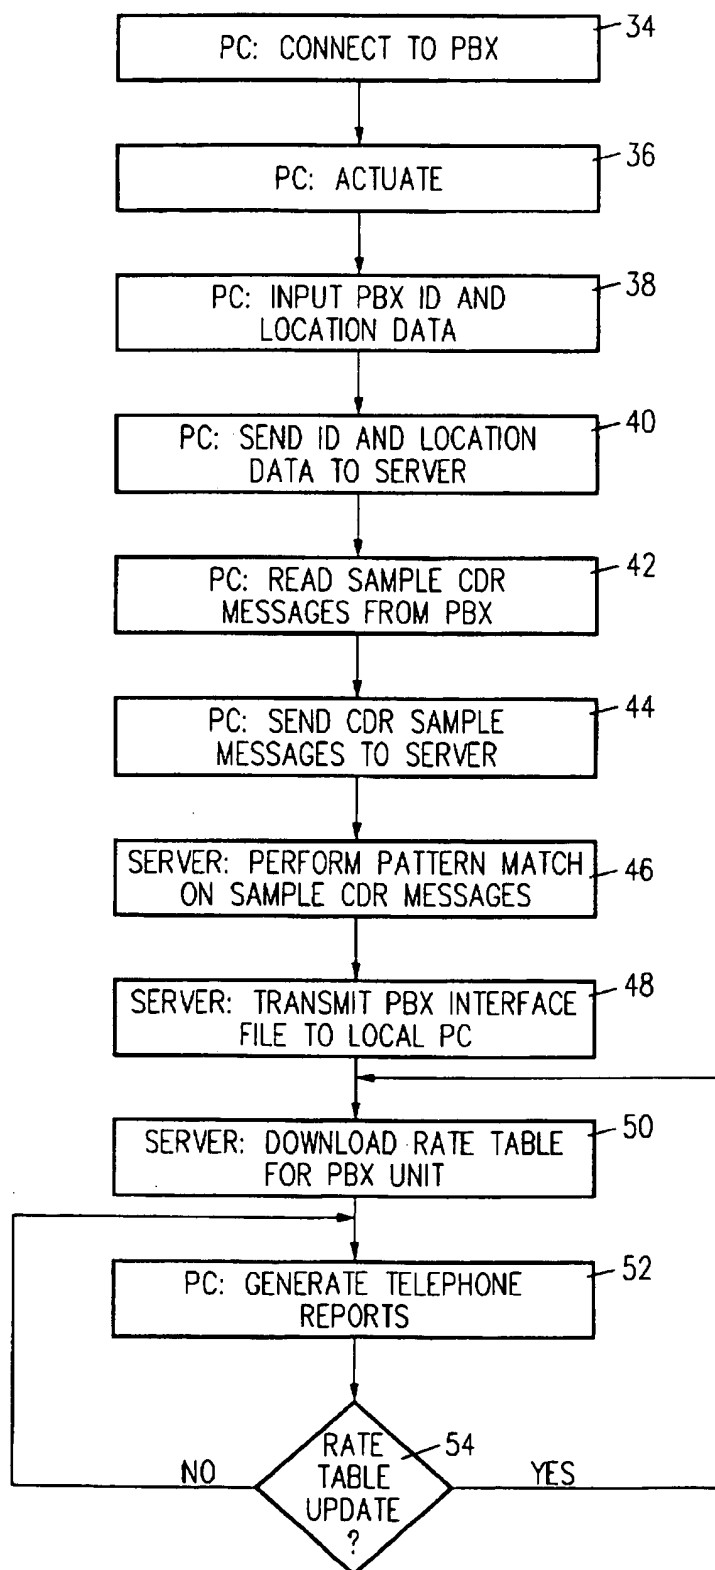 34
PC: CONNECT TO PBX
36
PC: ACTUATE
38
PC: INPUT PBX ID AND
LOCATION DATA
40
PC: SEND ID AND LOCATION
DATA TO SERVER
42
PC: READ SAMPLE CDR
MESSAGES FROM PBX
44
PC: SEND CDR SAMPLE
MESSAGES TO SERVER
SERVER: PERFORM PATTERN MATCH
ON SAMPLE CDR MESSAGES
46
48
SERVER: TRANSMIT PBX INTERFACE
FILE TO LOCAL PC
50
SERVER: DOWNLOAD RATE TABLE
FOR PBX UNIT
52
PC: GENERATE TELEPHONE
REPORTS
54
RATE
TABLE
UPDATE
?
NO
YES